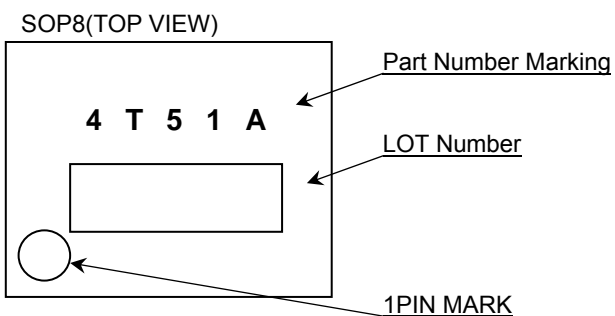 SOP8(TOP VIEW)
Part Number Marking
4 T 5 1 A
LOT Number
1PIN MARK